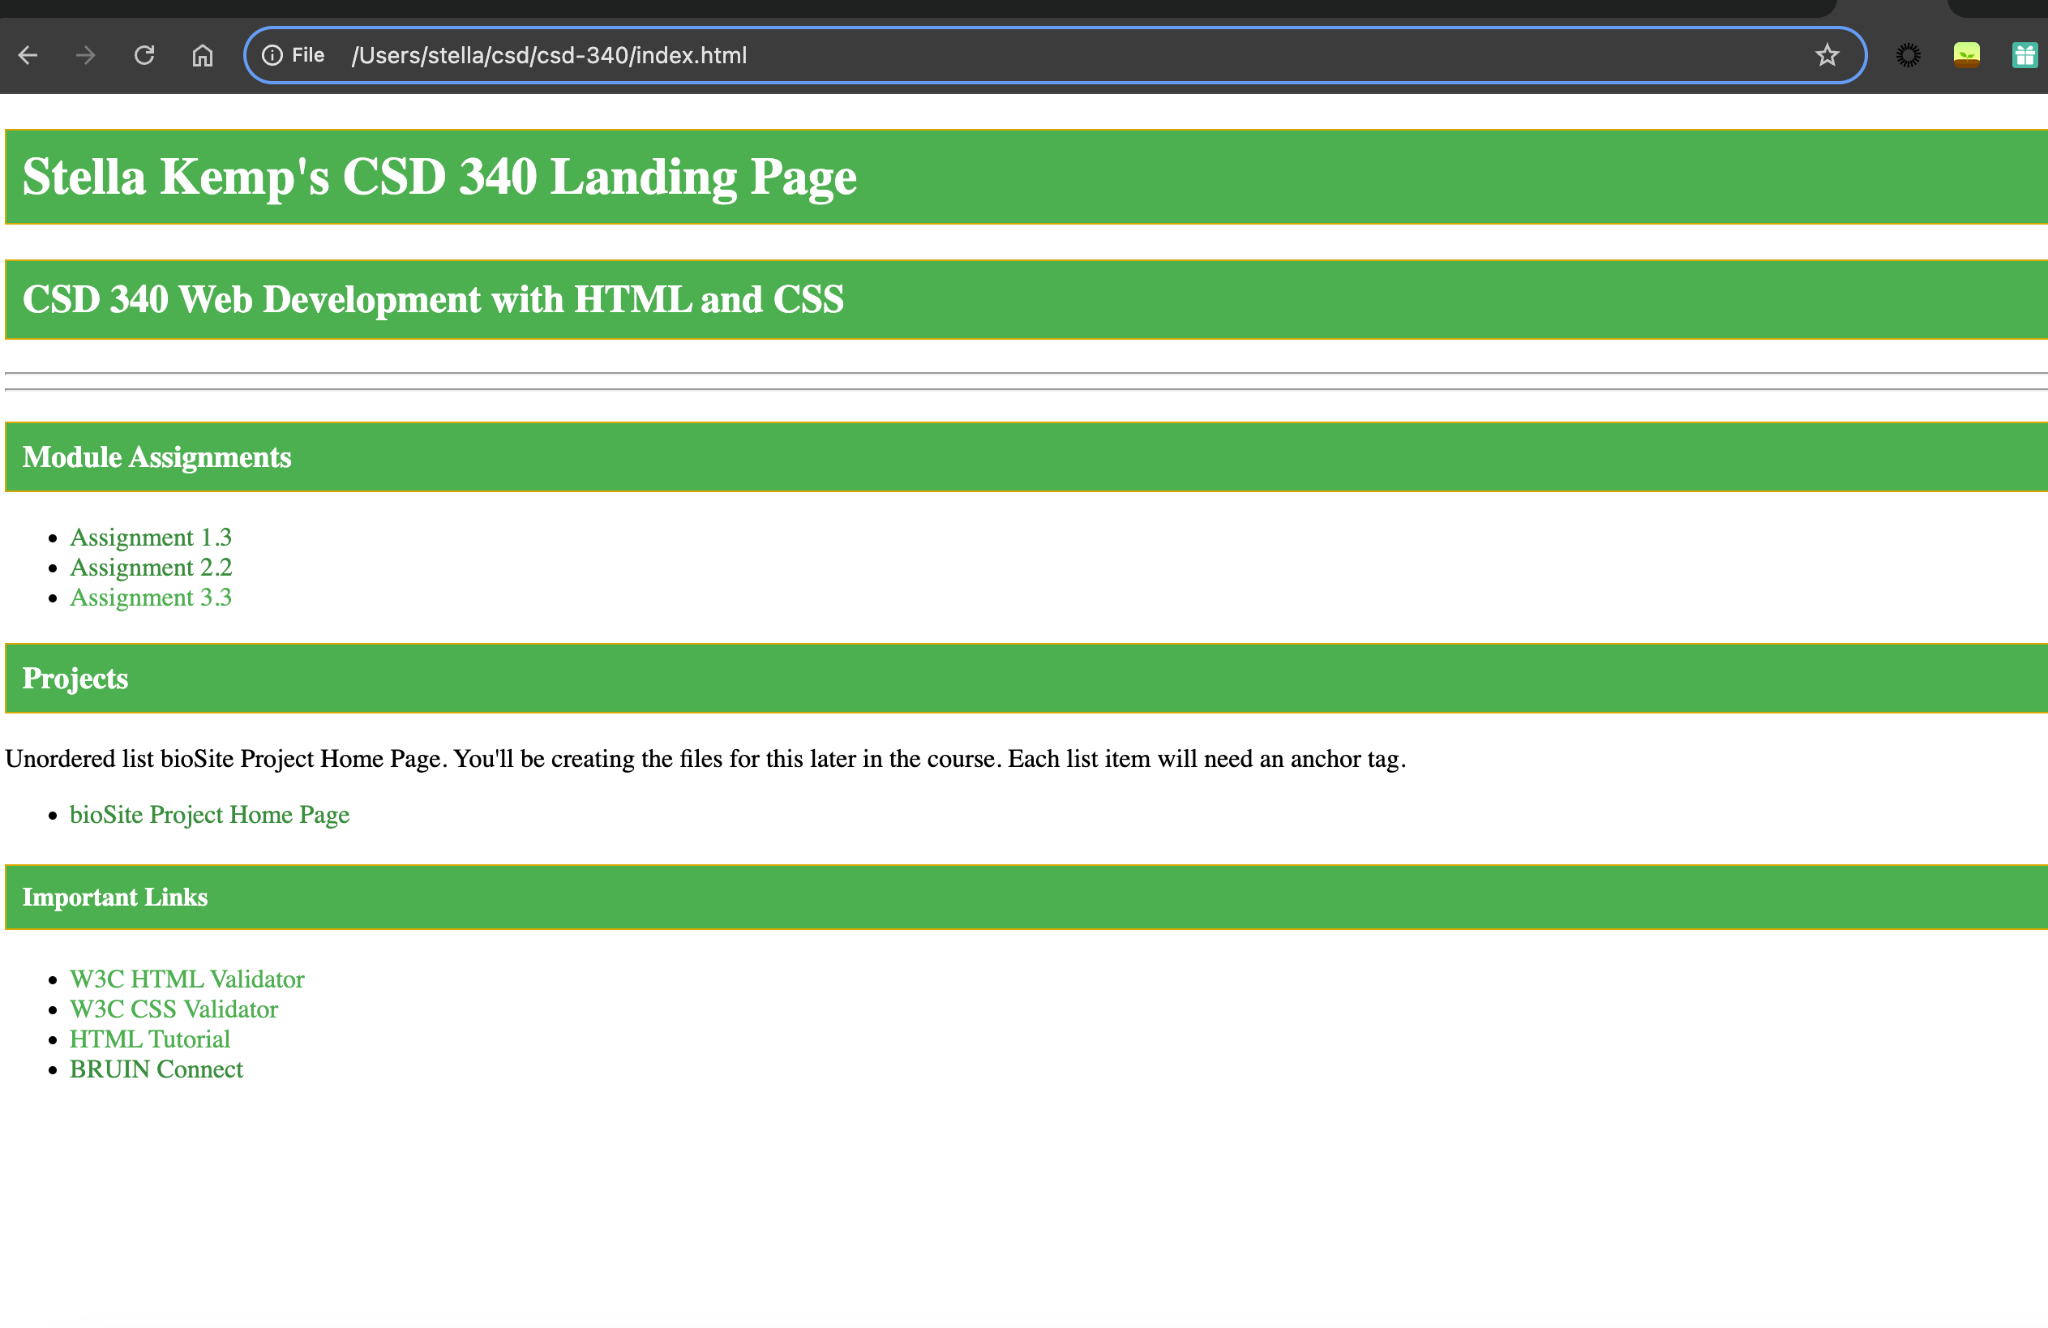 File /Users/stella/csd/csd-340/index.html
Stella Kemp's CSD 340 Landing Page
CSD 340 Web Development with HTML and CSS
Module Assignments
Assignment 1.3
Assignment 2.2
Assignment 3.3
Projects
Unordered list bioSite Project Home Page. You'll be creating the files for this later in the course. Each list item will need an anchor tag.
bioSite Project Home Page
Important Links
W3C HTML Validator
W3C CSS Validator
HTML Tutorial
BRUIN Connect